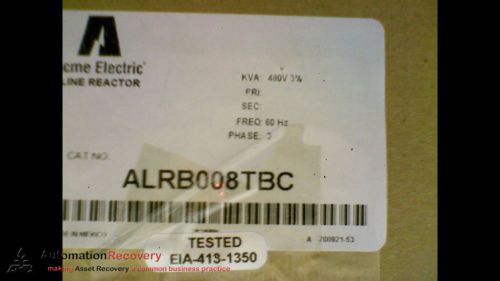 A
cme Electric
LINE REACTOR
KVA: 480V 3%
PRI:
SEC:
FREQ: 60 Hz
PHASE: 3
CAT NO.
ALRB008TBC
DE IN MEXICO
A 700921-53
TESTED
EIA-413-1350
AutomationRecovery
making Asset Recovery a common business practice